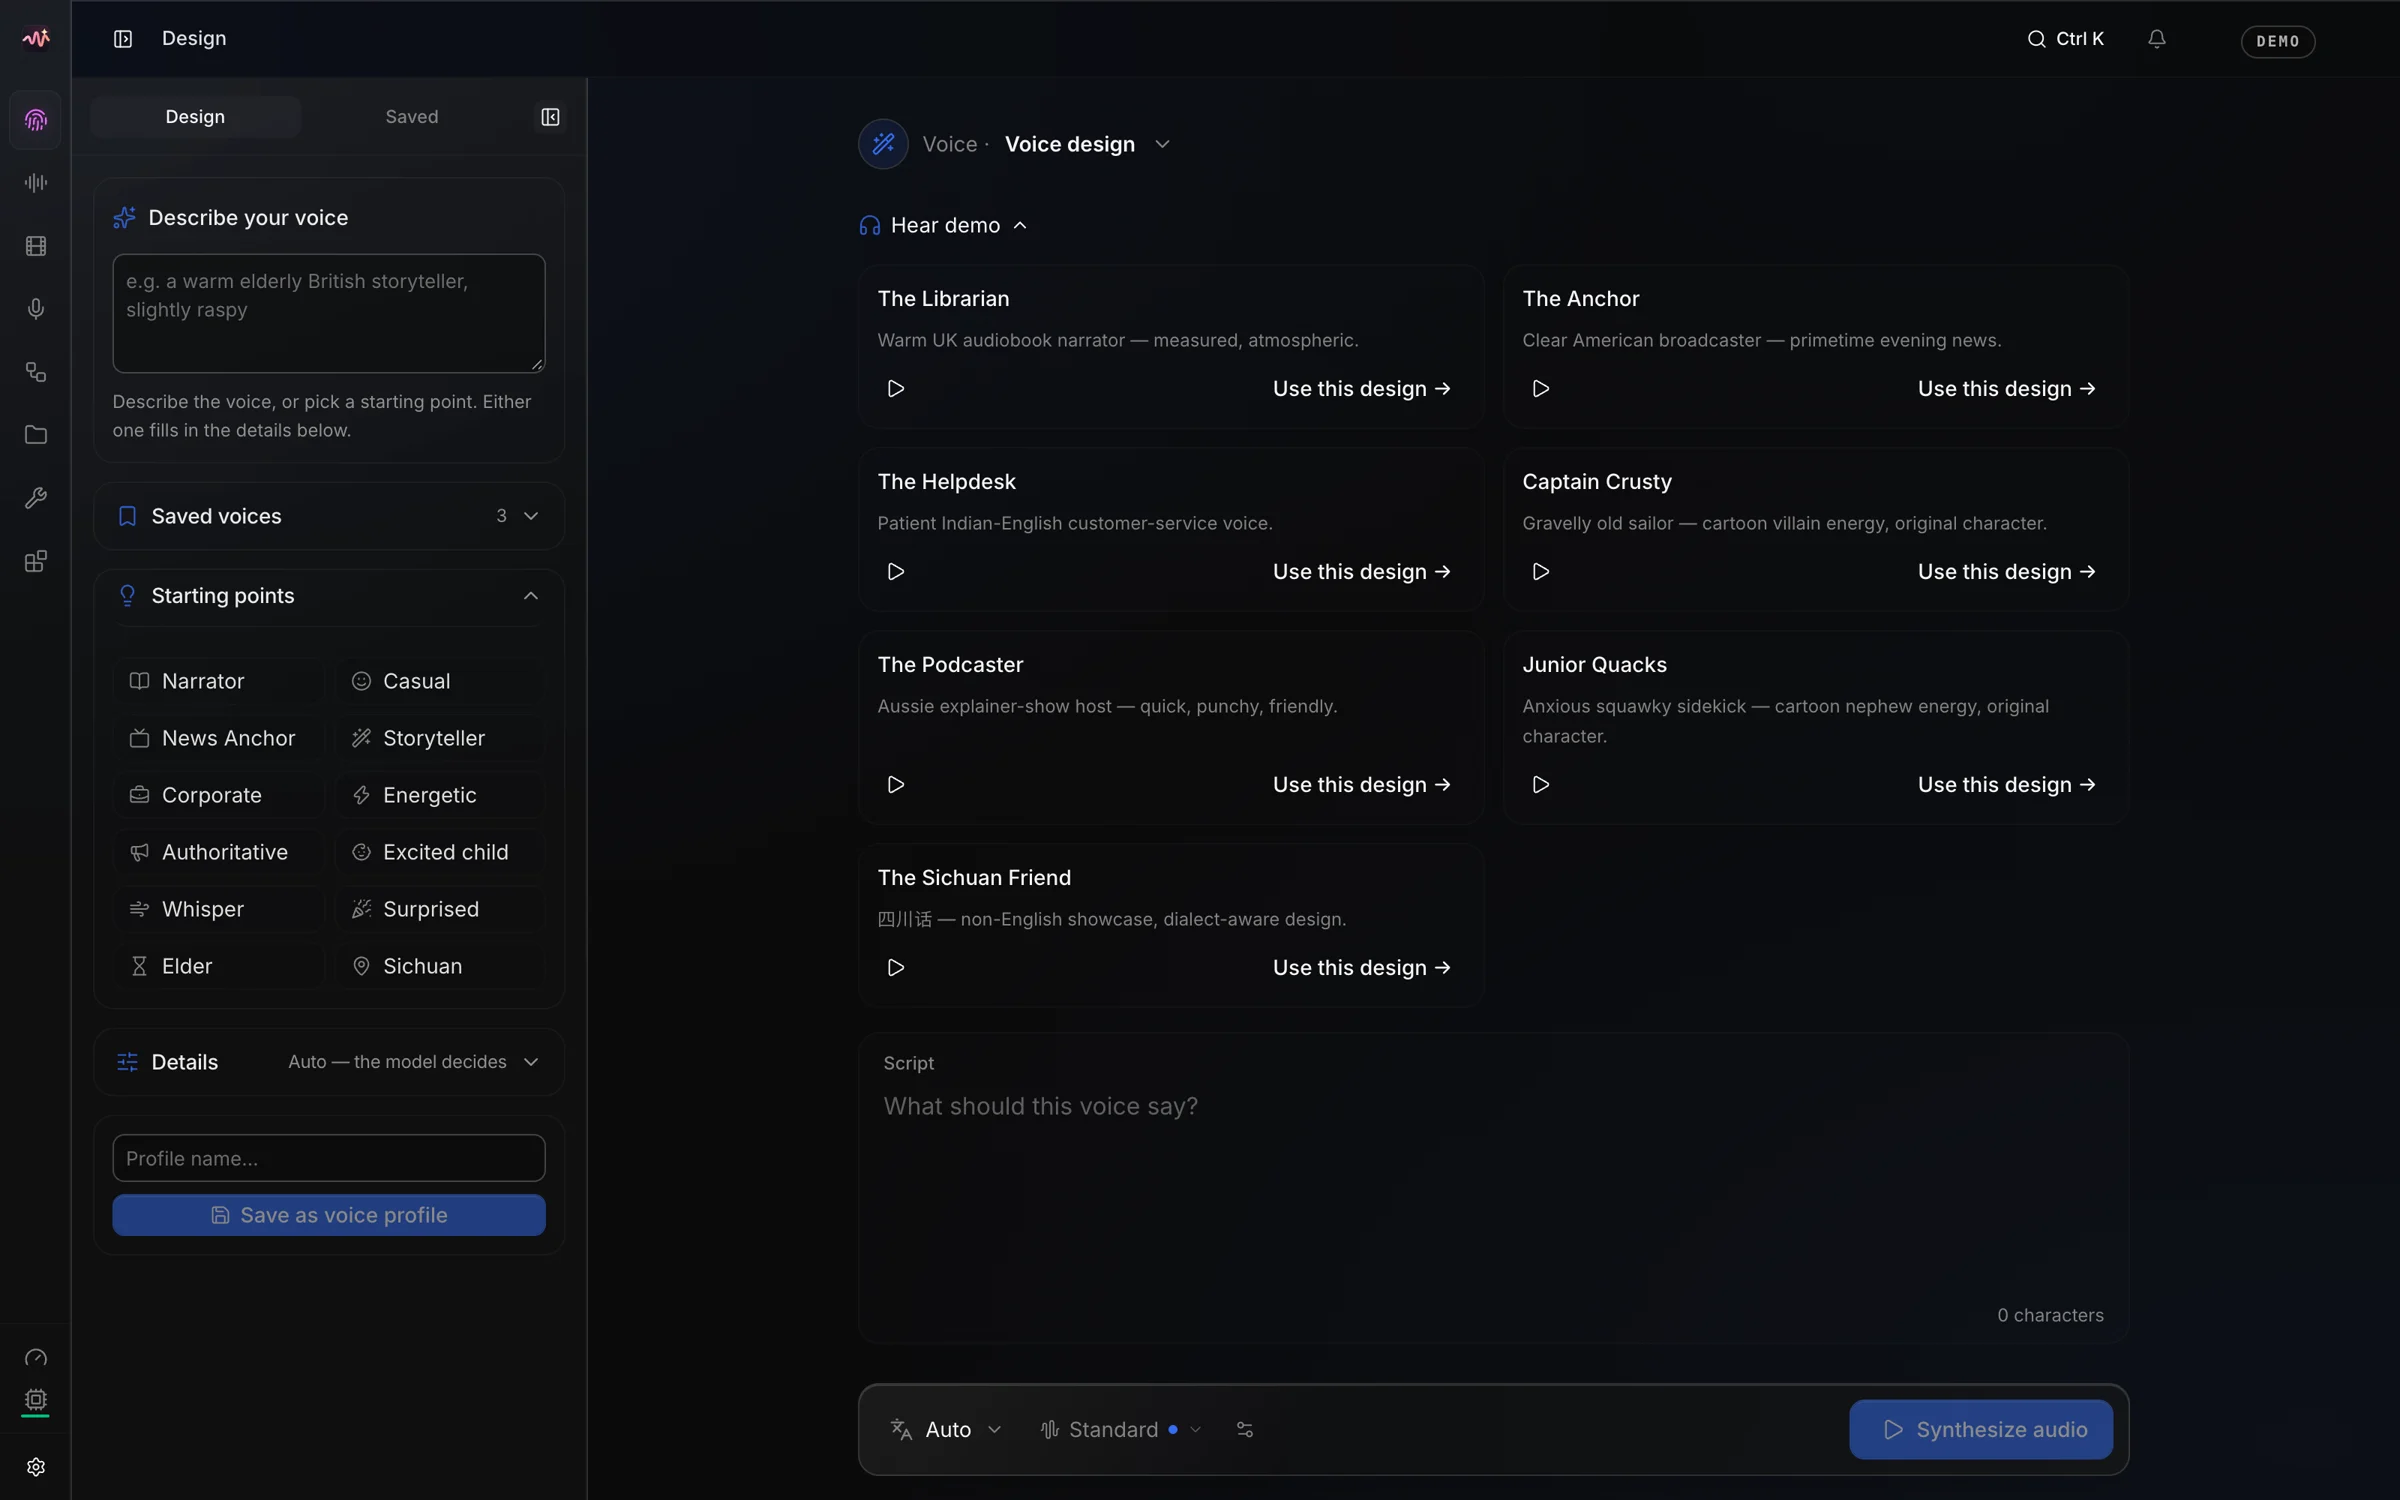 Design
Ctrl K
DEMO
Design
Saved
Describe your voice
e.g. a warm elderly British storyteller,
slightly raspy
Describe the voice, or pick a starting point. Either
one fills in the details below.
Saved voices
3
Starting points
Narrator
Casual
News Anchor
Storyteller
Corporate
Energetic
Authoritative
Excited child
Whisper
Surprised
Elder
Sichuan
Details
Auto — the model decides
Profile name...
Save as voice profile
Voice · Voice design
Hear demo
The Librarian
Warm UK audiobook narrator — measured, atmospheric.
Use this design →
The Anchor
Clear American broadcaster — primetime evening news.
Use this design →
The Helpdesk
Patient Indian-English customer-service voice.
Use this design →
Captain Crusty
Gravelly old sailor — cartoon villain energy, original character.
Use this design →
The Podcaster
Aussie explainer-show host — quick, punchy, friendly.
Use this design →
Junior Quacks
Anxious squawky sidekick — cartoon nephew energy, original
character.
Use this design →
The Sichuan Friend
四川话 — non-English showcase, dialect-aware design.
Use this design →
Script
What should this voice say?
0 characters
Auto
Standard
Synthesize audio